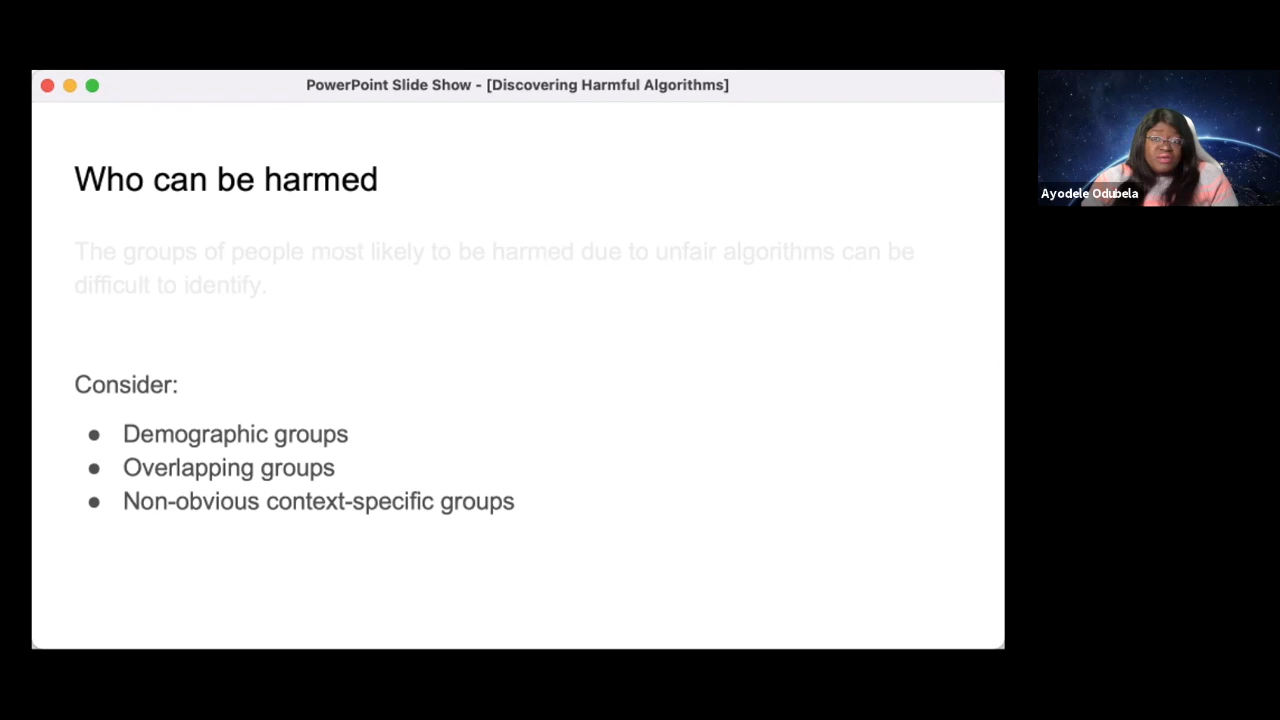 PowerPoint Slide Show - [Discovering Harmful Algorithms]
Who can be harmed
The groups of people most likely to be harmed due to unfair algorithms can be
difficult to identify.
Consider:
● Demographic groups
● Overlapping groups
● Non-obvious context-specific groups
Ayodele Odubela